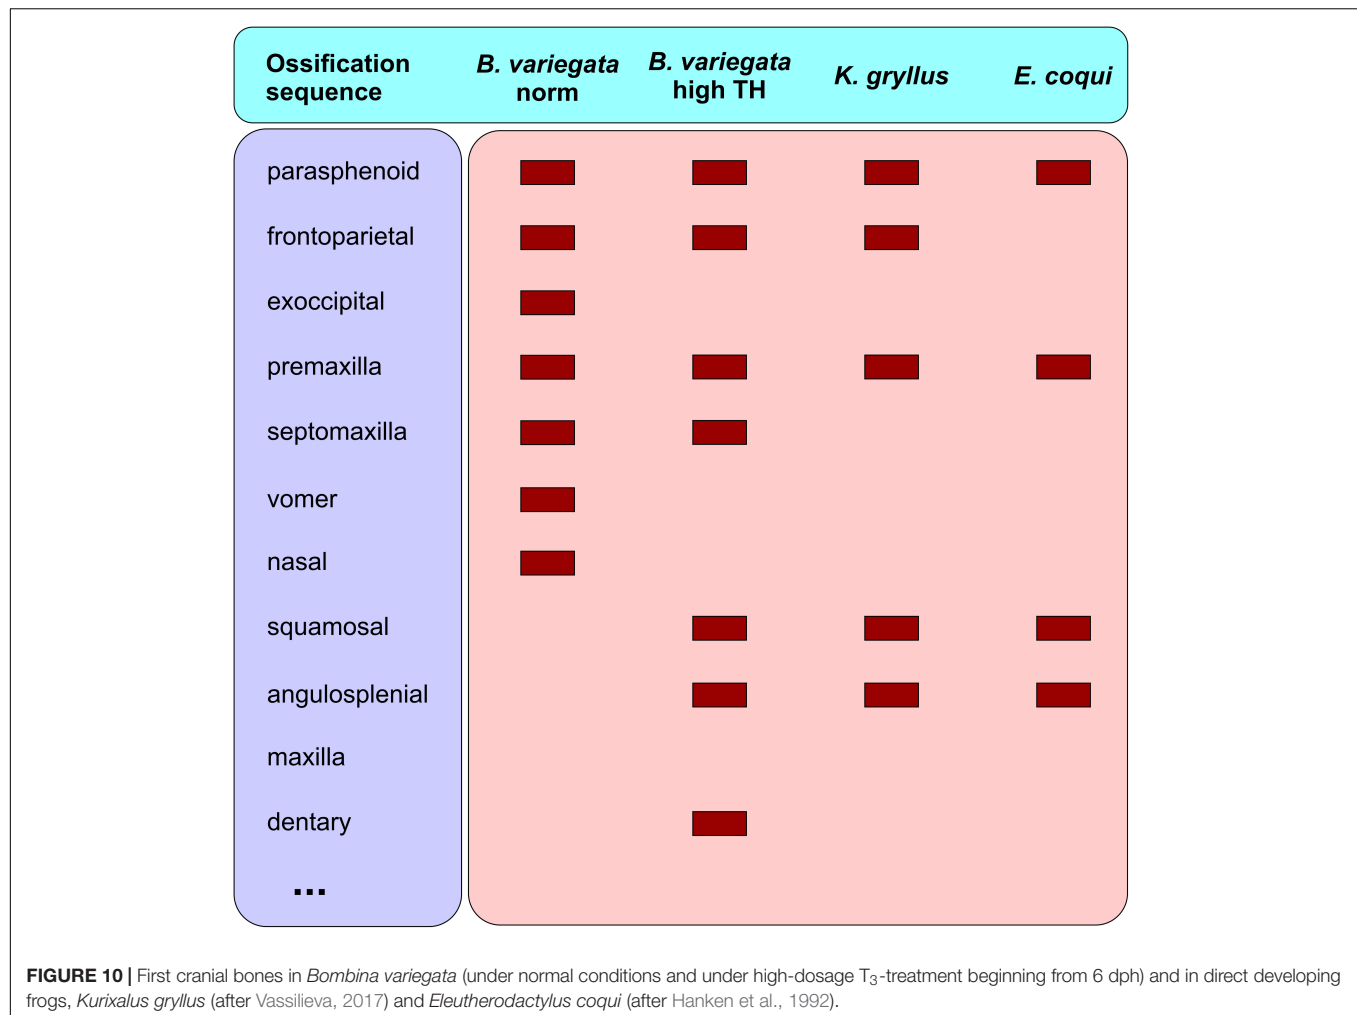 Ossification sequence
B. variegata norm
B. variegata high TH
K. gryllus
E. coqui
parasphenoid
frontoparietal
exoccipital
premaxilla
septomaxilla
vomer
nasal
squamosal
angulosplenial
maxilla
dentary
...
FIGURE 10 | First cranial bones in Bombina variegata (under normal conditions and under high-dosage T₃-treatment beginning from 6 dph) and in direct developing
frogs, Kurixalus gryllus (after Vassilieva, 2017) and Eleutherodactylus coqui (after Hanken et al., 1992).